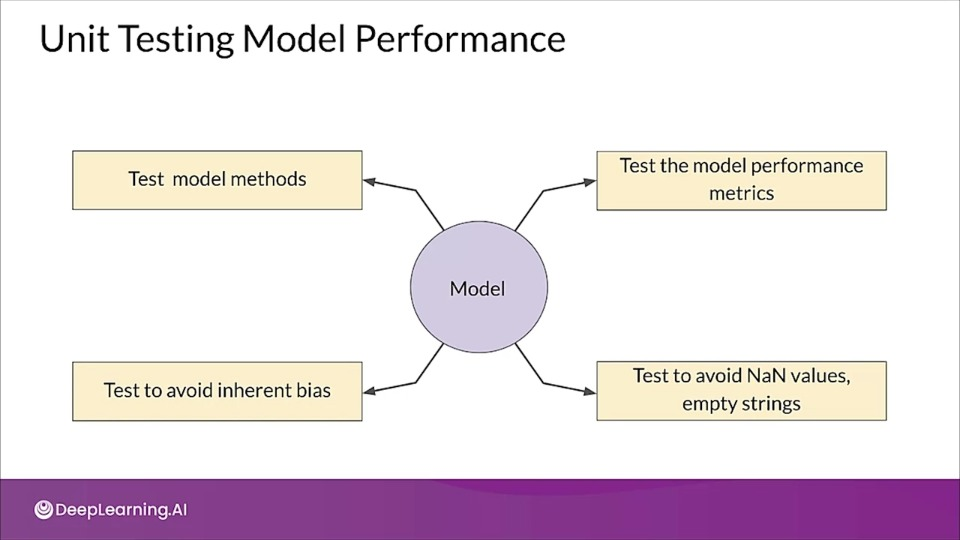 Unit Testing Model Performance
Test model methods
Test the model performance
metrics
Model
Test to avoid inherent bias
Test to avoid NaN values,
empty strings
DeepLearning.AI